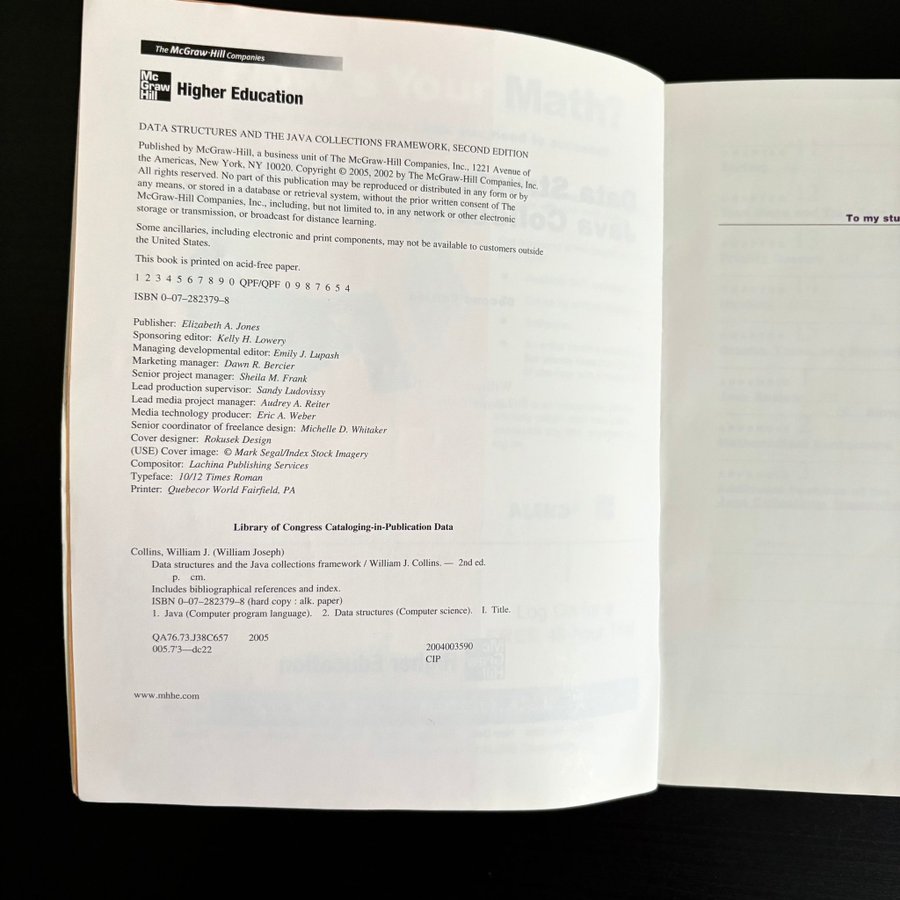 The McGraw-Hill Companies
Mc
Graw
Hill
Higher Education
DATA STRUCTURES AND THE JAVA COLLECTIONS FRAMEWORK, SECOND EDITION
Published by McGraw-Hill, a business unit of The McGraw-Hill Companies, Inc., 1221 Avenue of
the Americas, New York, NY 10020. Copyright © 2005, 2002 by The McGraw-Hill Companies, Inc.
All rights reserved. No part of this publication may be reproduced or distributed in any form or by
any means, or stored in a database or retrieval system, without the prior written consent of The
McGraw-Hill Companies, Inc., including, but not limited to, in any network or other electronic
storage or transmission, or broadcast for distance learning.
Some ancillaries, including electronic and print components, may not be available to customers outside
the United States.
This book is printed on acid-free paper.
1 2 3 4 5 6 7 8 9 0 QPF/QPF 0 9 8 7 6 5 4
ISBN 0–07–282379–8
Publisher: Elizabeth A. Jones
Sponsoring editor: Kelly H. Lowery
Managing developmental editor: Emily J. Lupash
Marketing manager: Dawn R. Bercier
Senior project manager: Sheila M. Frank
Lead production supervisor: Sandy Ludovissy
Lead media project manager: Audrey A. Reiter
Media technology producer: Eric A. Weber
Senior coordinator of freelance design: Michelle D. Whitaker
Cover designer: Rokusek Design
(USE) Cover image: © Mark Segal/Index Stock Imagery
Compositor: Lachina Publishing Services
Typeface: 10/12 Times Roman
Printer: Quebecor World Fairfield, PA
Library of Congress Cataloging-in-Publication Data
Collins, William J. (William Joseph)
Data structures and the Java collections framework / William J. Collins. — 2nd ed.
p. cm.
Includes bibliographical references and index.
ISBN 0–07–282379–8 (hard copy : alk. paper)
1. Java (Computer program language). 2. Data structures (Computer science). I. Title.
QA76.73.J38C657 2005
005.7'3—dc22
2004003590
CIP
www.mhhe.com
To my stu